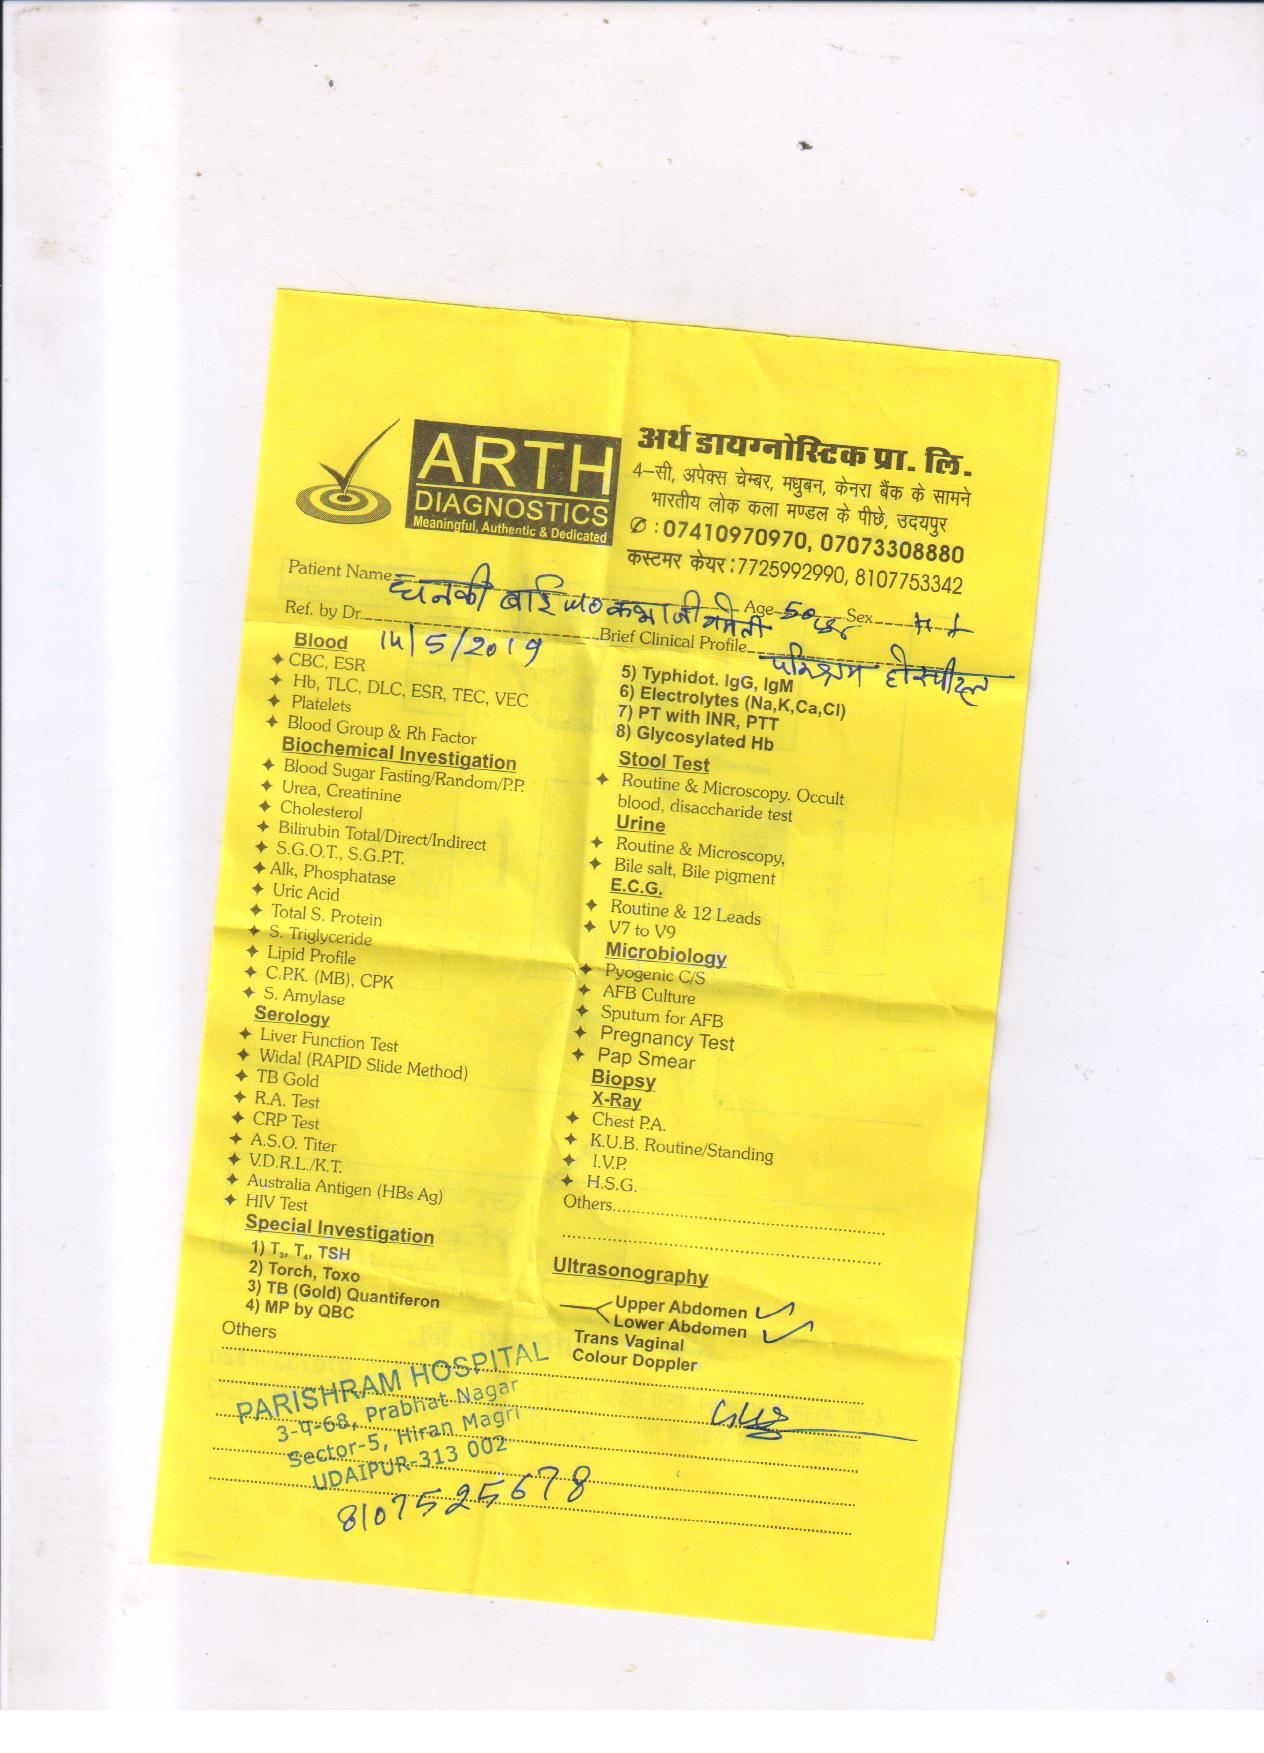 ARTH
DIAGNOSTICS
Meaningful, Authentic & Dedicated
अर्थ डायग्नोस्टिक प्रा. लि.
4–सी, अपेक्स चेम्बर, मधुबन, केनरा बैंक के सामने
भारतीय लोक कला मण्डल के पीछे, उदयपुर
✆ : 07410970970, 07073308880
कस्टमर केयर : 7725992990, 8107753342
Patient Name धनकी बाई w/o Age 50 Sex
Ref. by Dr. Brief Clinical Profile
14/5/2019 परिश्रम होस्पीटल
Blood
✦ CBC, ESR
✦ Hb, TLC, DLC, ESR, TEC, VEC
✦ Platelets
✦ Blood Group & Rh Factor
Biochemical Investigation
✦ Blood Sugar Fasting/Random/P.P.
✦ Urea, Creatinine
✦ Cholesterol
✦ Bilirubin Total/Direct/Indirect
✦ S.G.O.T., S.G.P.T.
✦ Alk, Phosphatase
✦ Uric Acid
✦ Total S. Protein
✦ S. Triglyceride
✦ Lipid Profile
✦ C.P.K. (MB), CPK
✦ S. Amylase
Serology
✦ Liver Function Test
✦ Widal (RAPID Slide Method)
✦ TB Gold
✦ R.A. Test
✦ CRP Test
✦ A.S.O. Titer
✦ V.D.R.L./K.T.
✦ Australia Antigen (HBs Ag)
✦ HIV Test
Special Investigation
1) T3, T4, TSH
2) Torch, Toxo
3) TB (Gold) Quantiferon
4) MP by QBC
Others
5) Typhidot. IgG, IgM
6) Electrolytes (Na,K,Ca,Cl)
7) PT with INR, PTT
8) Glycosylated Hb
Stool Test
✦ Routine & Microscopy. Occult
blood, disaccharide test
Urine
✦ Routine & Microscopy,
✦ Bile salt, Bile pigment
E.C.G.
✦ Routine & 12 Leads
✦ V7 to V9
Microbiology
✦ Pyogenic C/S
✦ AFB Culture
✦ Sputum for AFB
✦ Pregnancy Test
✦ Pap Smear
Biopsy
X-Ray
✦ Chest P.A.
✦ K.U.B. Routine/Standing
✦ I.V.P.
✦ H.S.G.
Others
Ultrasonography
Upper Abdomen ✓
Lower Abdomen ✓
Trans Vaginal
Colour Doppler
PARISHRAM HOSPITAL
3-प-68, Prabhat Nagar
Sector-5, Hiran Magri
UDAIPUR-313 002
8107525678